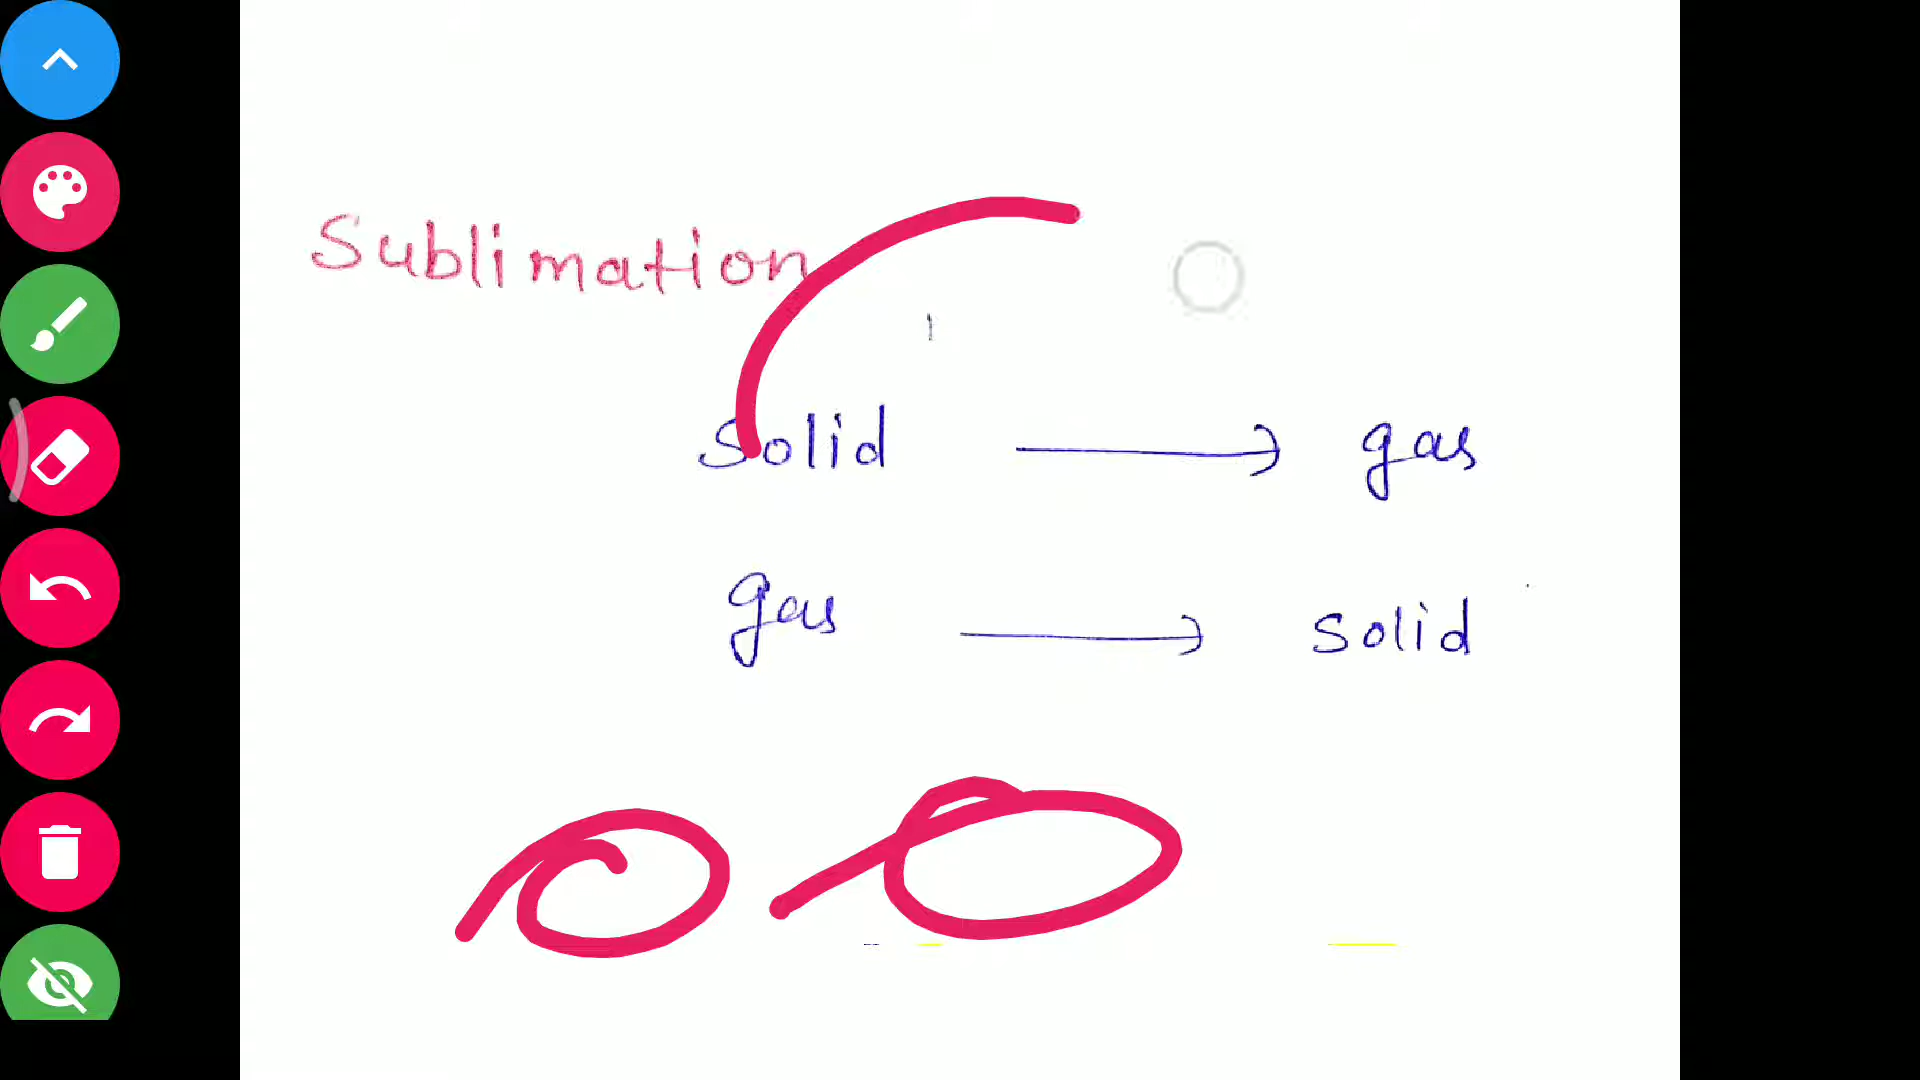 Sublimation
Solid → gas
gas → solid